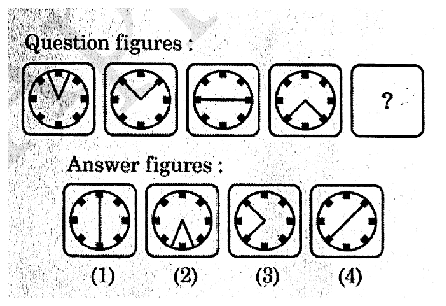 Question figures :
?
Answer figures :
(1) (2) (3) (4)